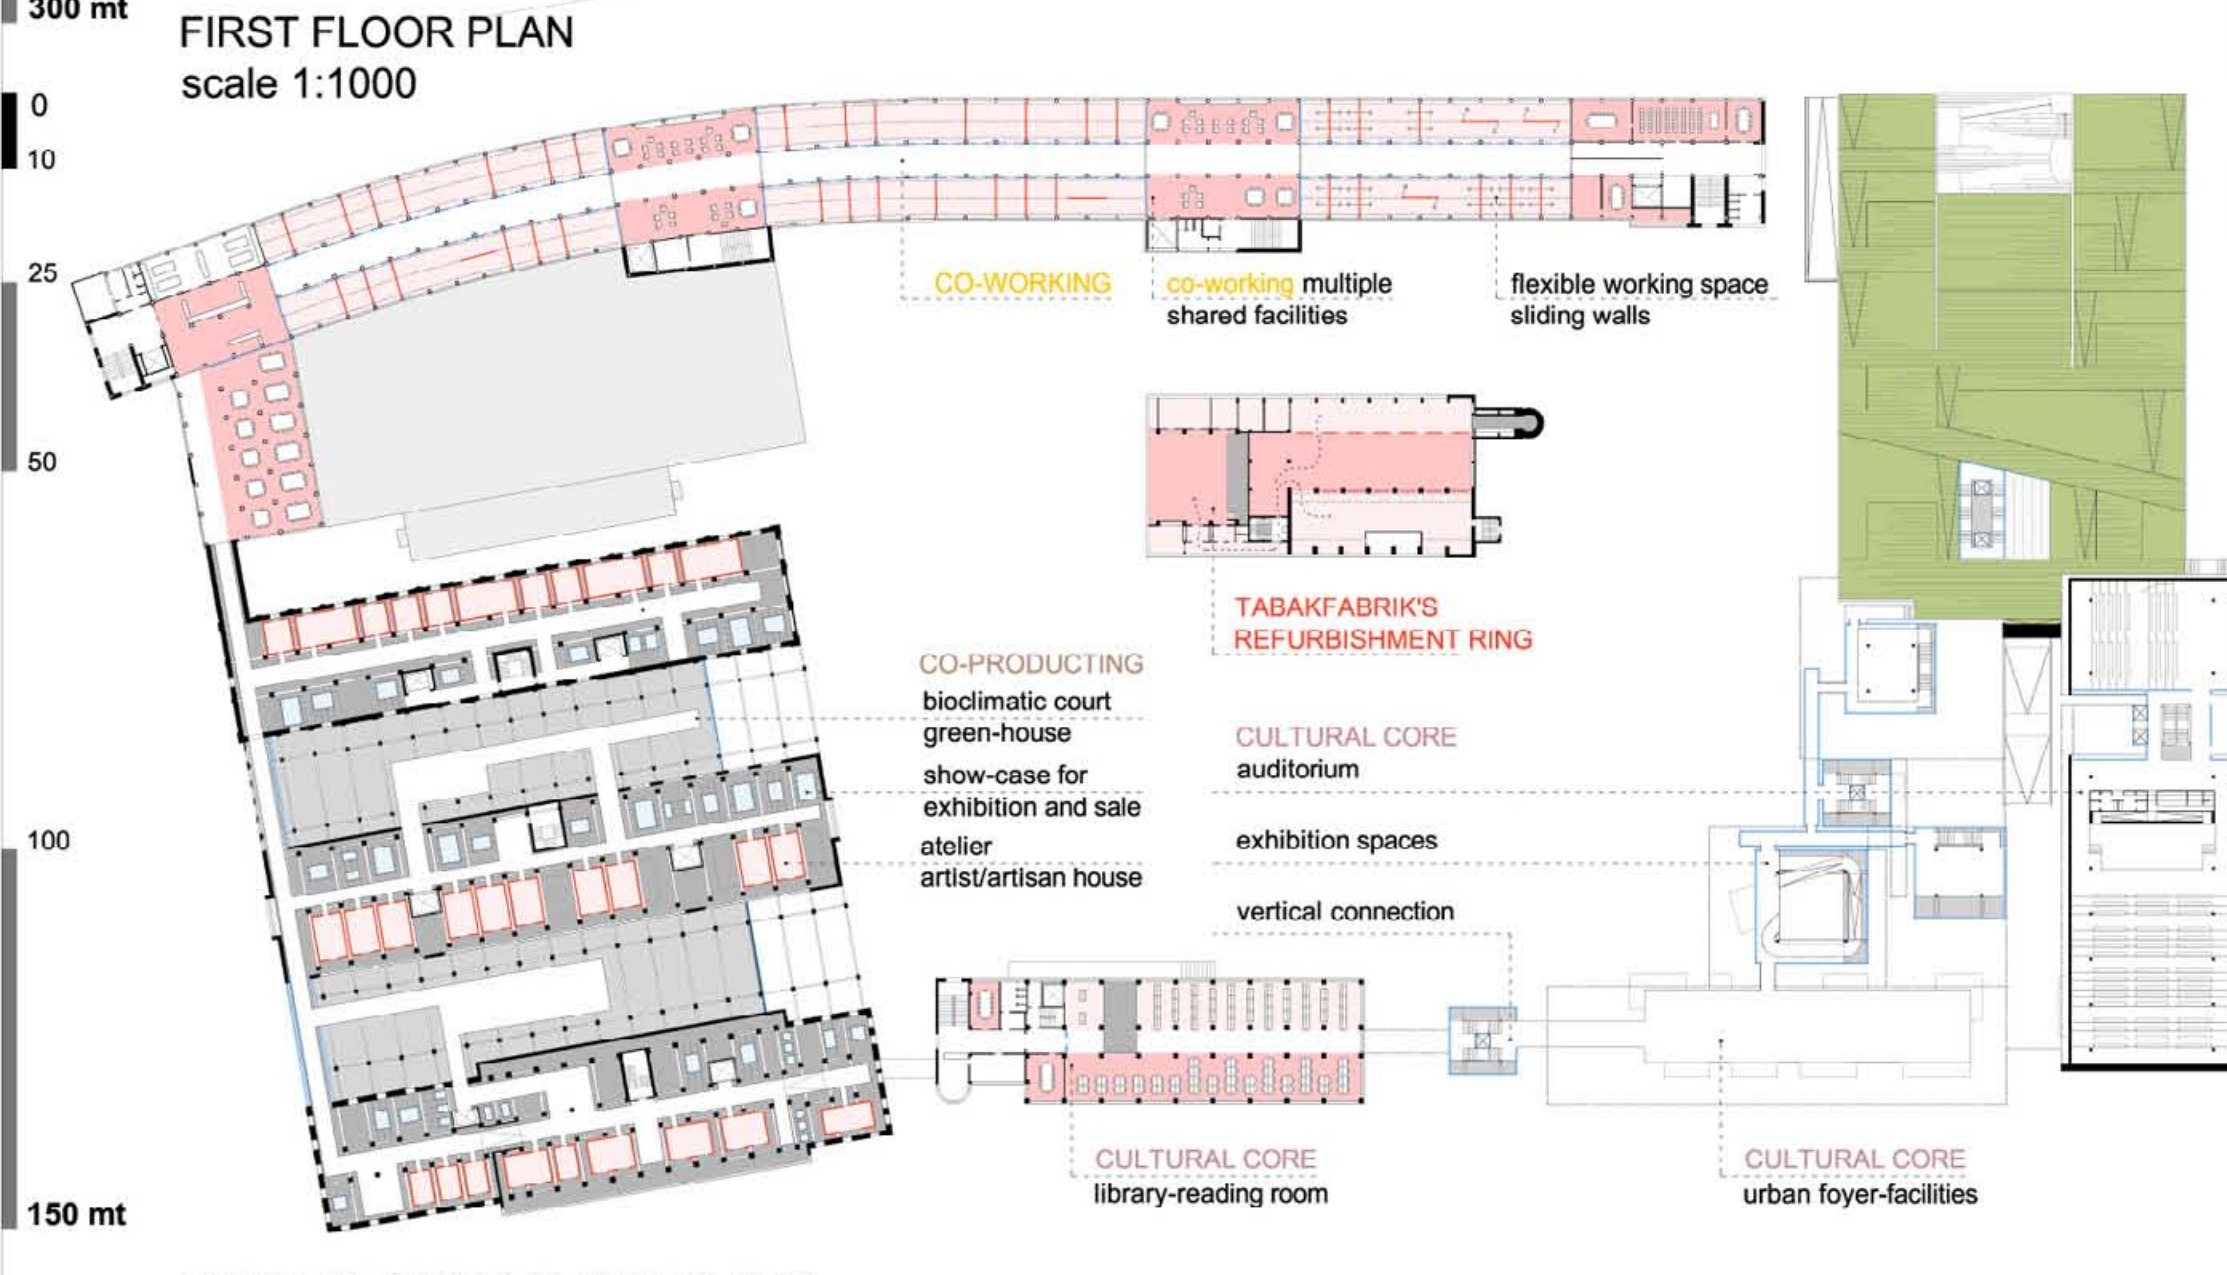 300 mt
FIRST FLOOR PLAN
scale 1:1000
0
10
25
50
100
150 mt
CO-WORKING
co-working multiple
shared facilities
flexible working space
sliding walls
TABAKFABRIK'S
REFURBISHMENT RING
CO-PRODUCTING
bioclimatic court
green-house
show-case for
exhibition and sale
atelier
artist/artisan house
CULTURAL CORE
auditorium
exhibition spaces
vertical connection
CULTURAL CORE
library-reading room
CULTURAL CORE
urban foyer-facilities